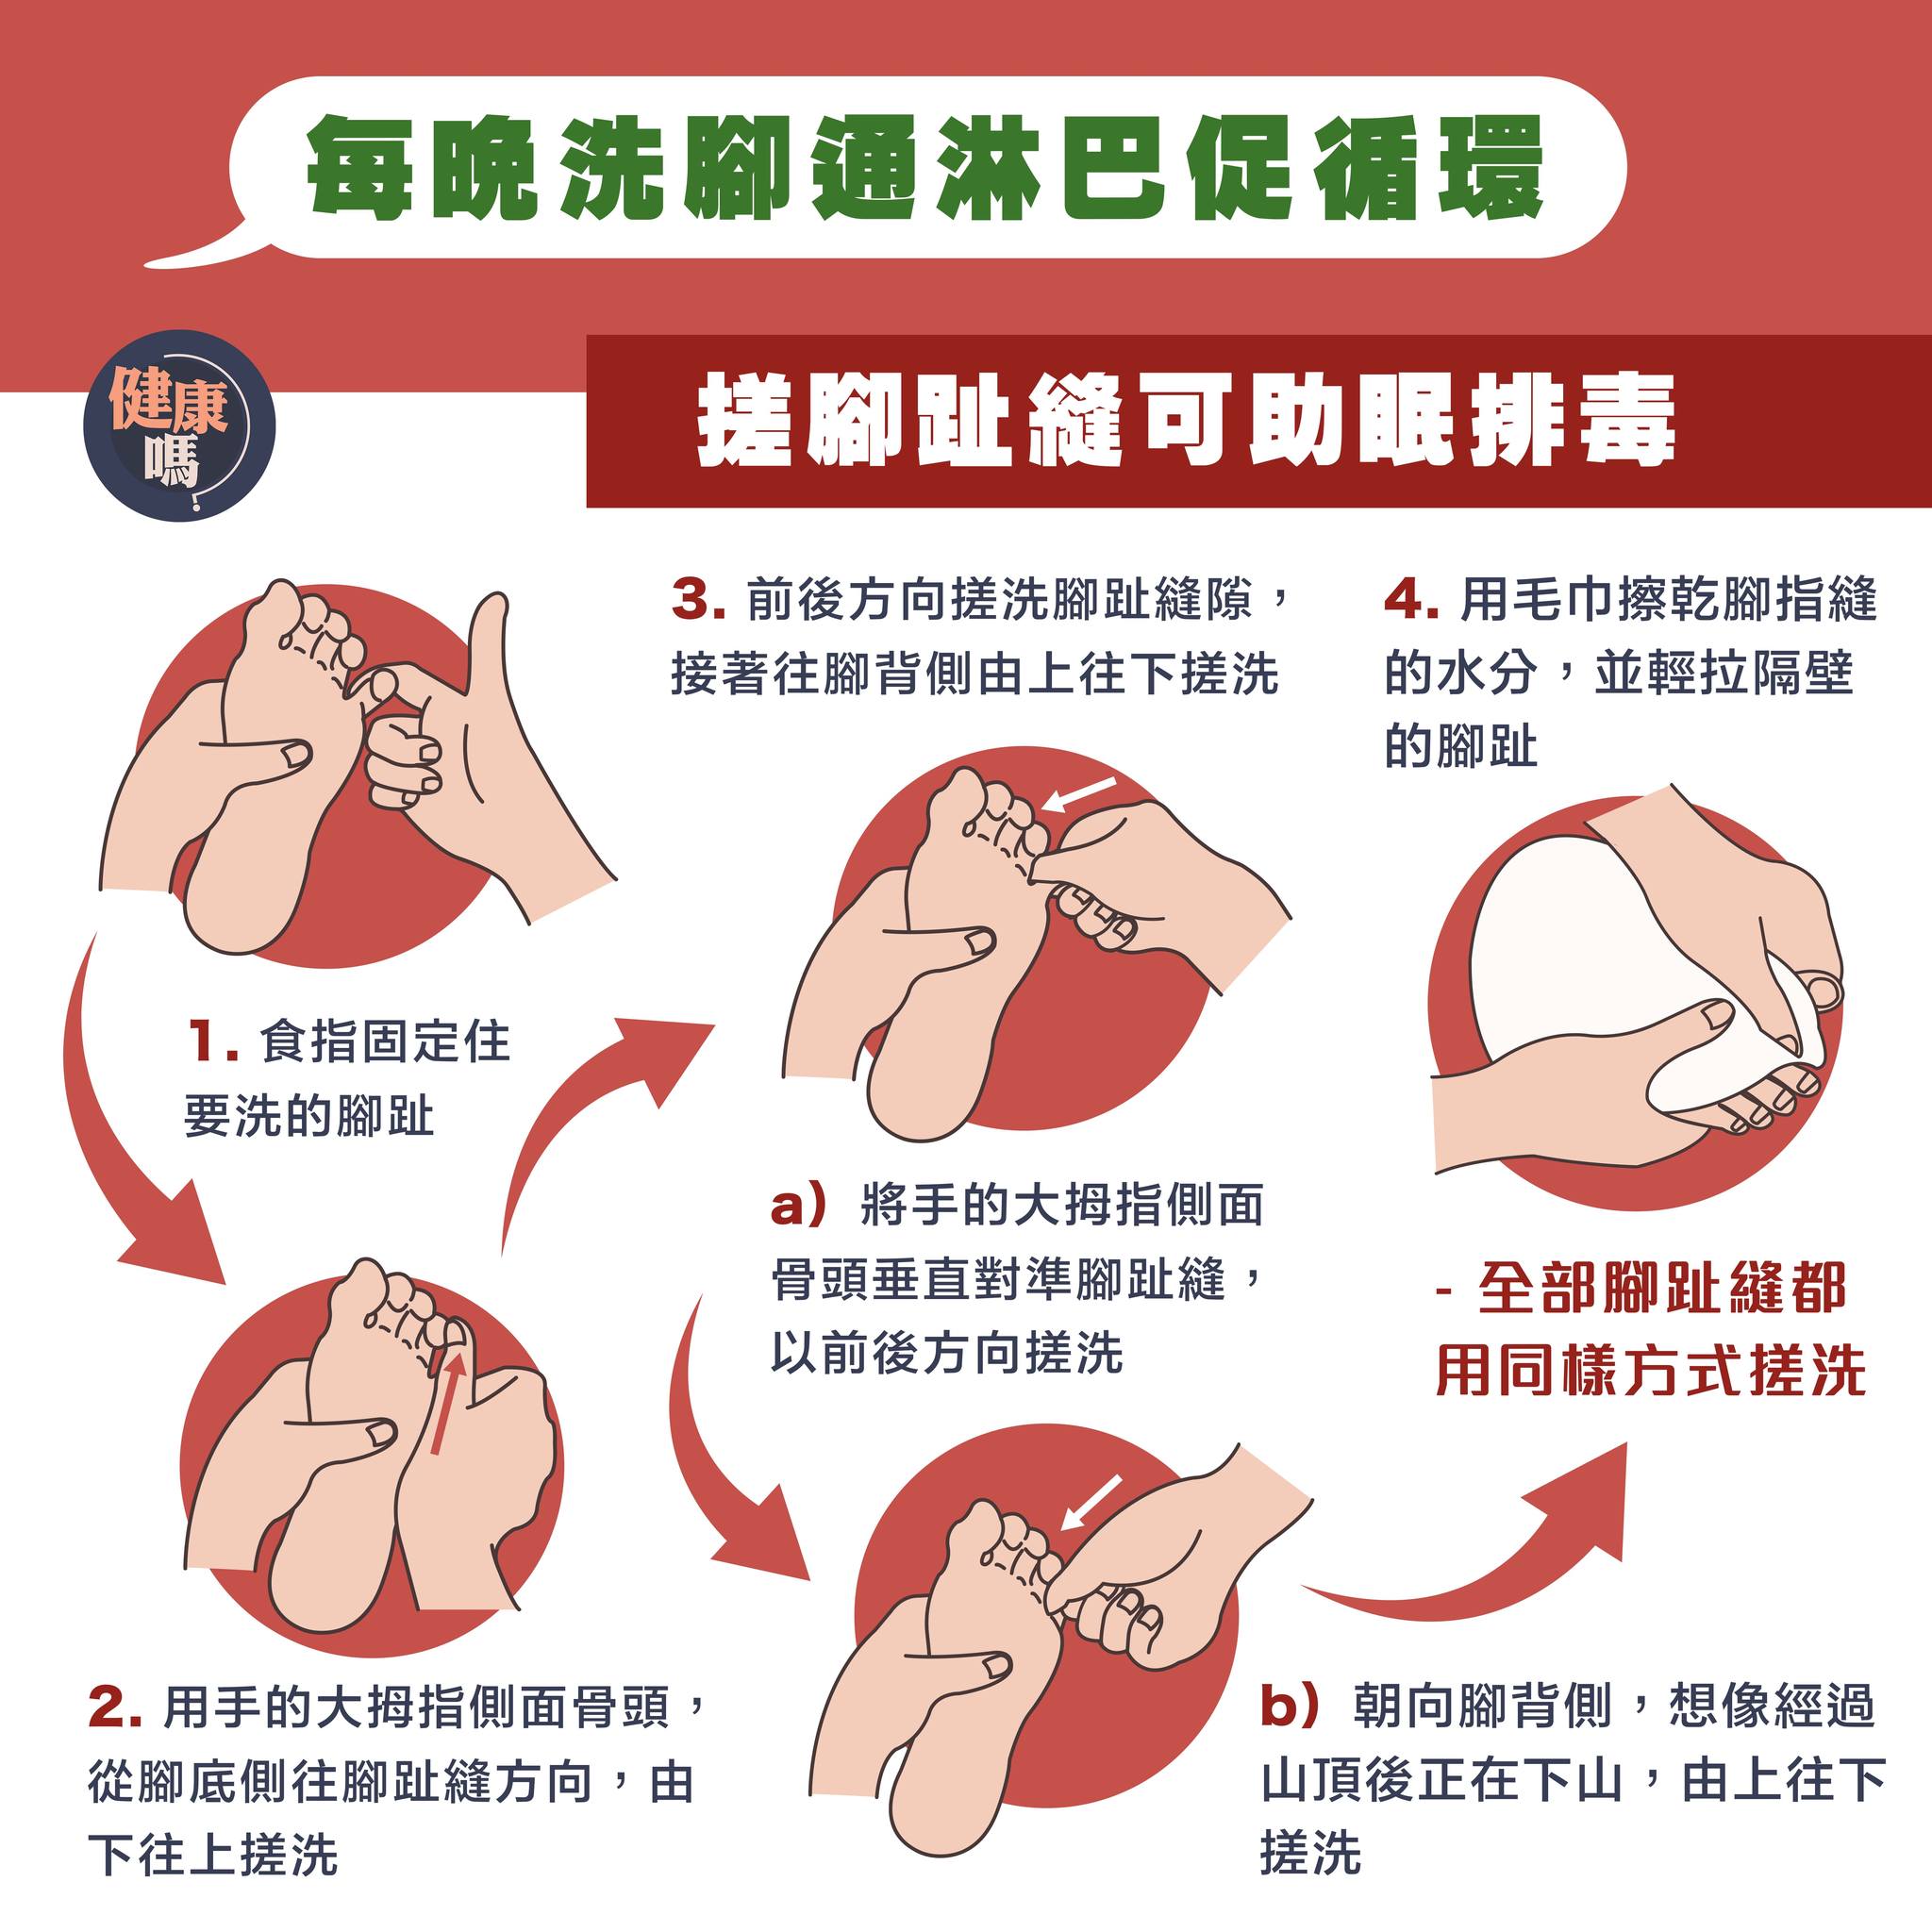 每晚洗腳通淋巴促循環
健康
嗎
搓腳趾縫可助眠排毒
1. 食指固定住
要洗的腳趾
2. 用手的大拇指側面骨頭，
從腳底側往腳趾縫方向，由
下往上搓洗
3. 前後方向搓洗腳趾縫隙，
接著往腳背側由上往下搓洗
a) 將手的大拇指側面
骨頭垂直對準腳趾縫，
以前後方向搓洗
b) 朝向腳背側，想像經過
山頂後正在下山，由上往下
搓洗
4. 用毛巾擦乾腳指縫
的水分，並輕拉隔壁
的腳趾
- 全部腳趾縫都
用同樣方式搓洗